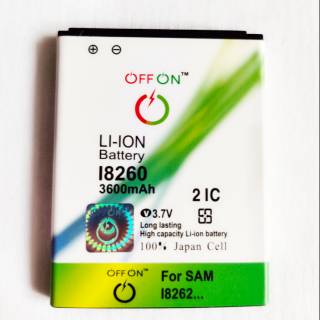 ⊕ ⊖
OFF ON™
LI-ION
Battery
I8260
3600mAh
2 IC
3.7V
Long lasting
High capacity Li-ion battery
100% Japan Cell
OFF ON™
For SAM
I8262...